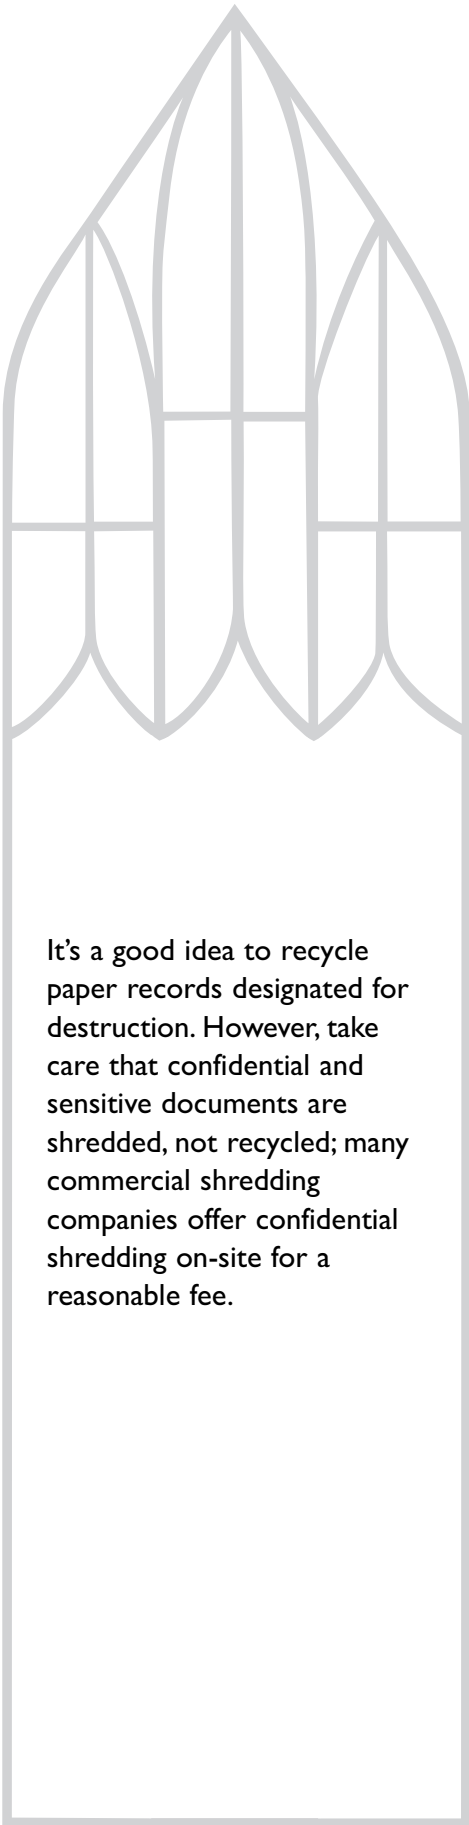 It’s a good idea to recycle
paper records designated for
destruction. However, take
care that confidential and
sensitive documents are
shredded, not recycled; many
commercial shredding
companies offer confidential
shredding on-site for a
reasonable fee.